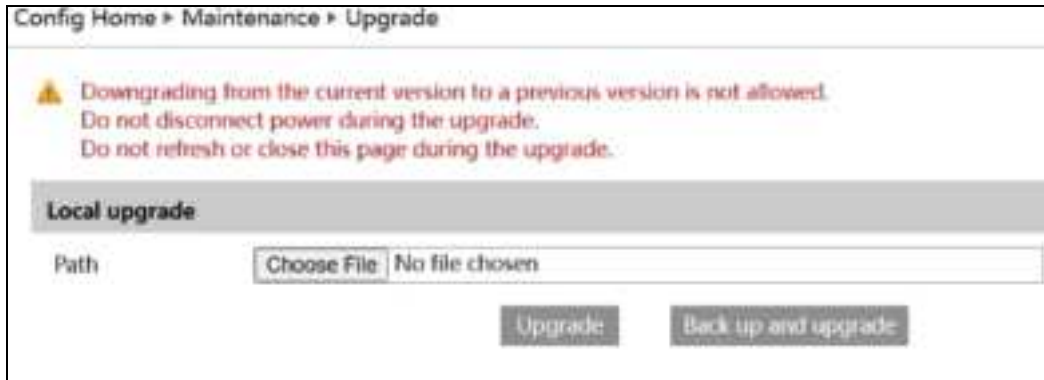 Config Home ▸ Maintenance ▸ Upgrade
Downgrading from the current version to a previous version is not allowed.
Do not disconnect power during the upgrade.
Do not refresh or close this page during the upgrade.
Local upgrade
Path Choose File No file chosen
Upgrade Back up and upgrade